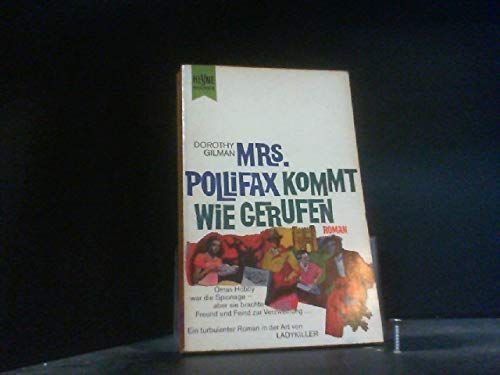 HEYNE
DOROTHY
GILMAN MRS.
POLLIFAX KOMMT
WIE GERUFEN
ROMAN
Omas Hobby
war die Spionage –
aber sie brachte
Freund und Feind zur Verzweiflung ...
Ein turbulenter Roman in der Art von
LADYKILLER